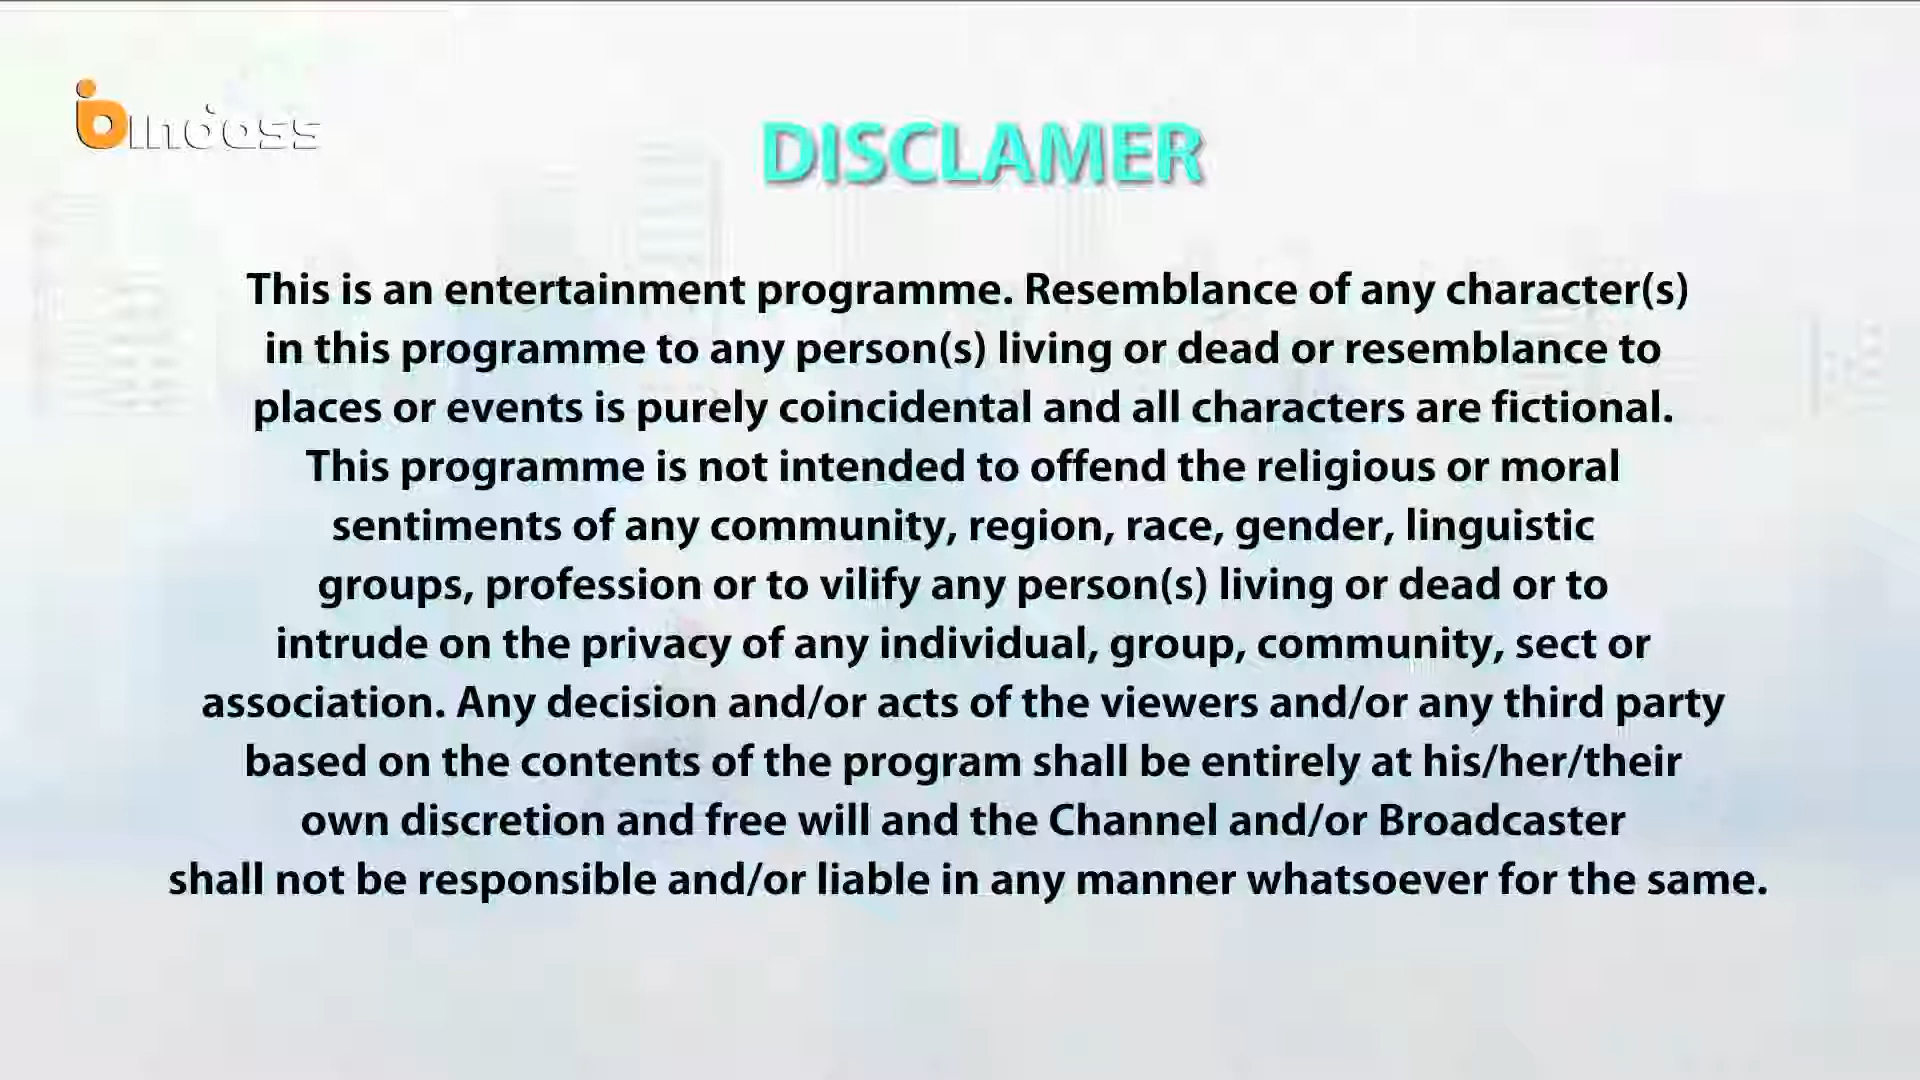 bindass
DISCLAMER
This is an entertainment programme. Resemblance of any character(s)
in this programme to any person(s) living or dead or resemblance to
places or events is purely coincidental and all characters are fictional.
This programme is not intended to offend the religious or moral
sentiments of any community, region, race, gender, linguistic
groups, profession or to vilify any person(s) living or dead or to
intrude on the privacy of any individual, group, community, sect or
association. Any decision and/or acts of the viewers and/or any third party
based on the contents of the program shall be entirely at his/her/their
own discretion and free will and the Channel and/or Broadcaster
shall not be responsible and/or liable in any manner whatsoever for the same.